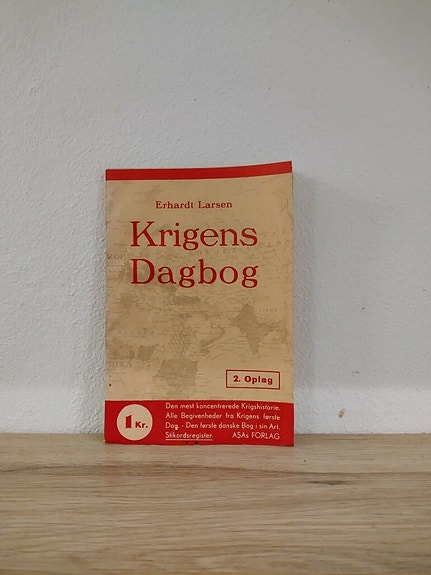 Erhardt Larsen
Krigens
Dagbog
2. Oplag
1 Kr.
Den mest koncentrerede Krigshistorie.
Alle Begivenheder fra Krigens første
Dag. - Den første danske Bog i sin Art.
Stikordsregister. ASAs FORLAG